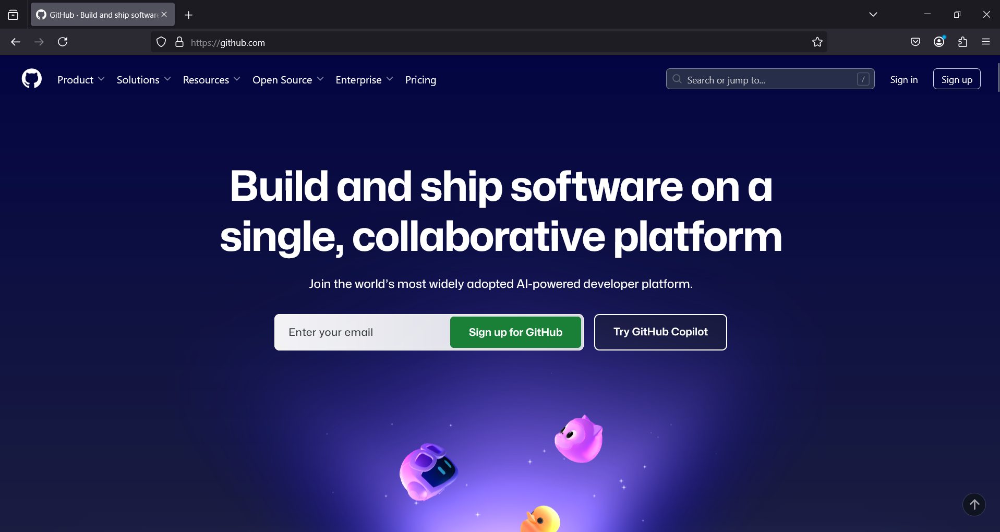 GitHub · Build and ship software
https://github.com
Product Solutions Resources Open Source Enterprise Pricing Search or jump to... / Sign in Sign up
Build and ship software on a
single, collaborative platform
Join the world's most widely adopted AI-powered developer platform.
Enter your email Sign up for GitHub Try GitHub Copilot